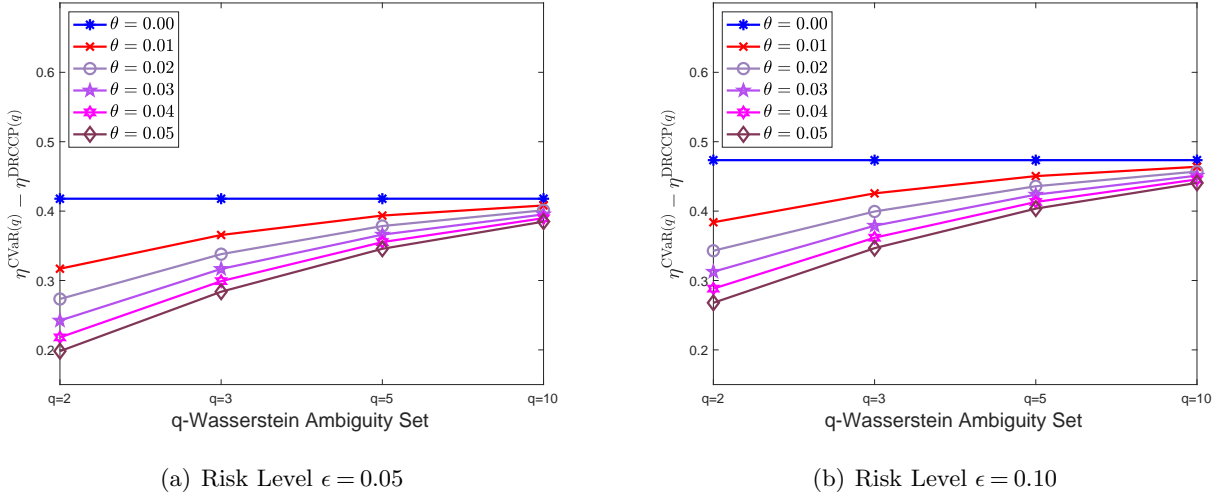 θ = 0.00
θ = 0.01
θ = 0.02
θ = 0.03
θ = 0.04
θ = 0.05
0.6
0.5
0.4
0.3
0.2
η^CVaR(q) − η^DRCCP(q)
q=2
q=3
q=5
q=10
q-Wasserstein Ambiguity Set
(a) Risk Level ϵ = 0.05
θ = 0.00
θ = 0.01
θ = 0.02
θ = 0.03
θ = 0.04
θ = 0.05
0.6
0.5
0.4
0.3
0.2
η^CVaR(q) − η^DRCCP(q)
q=2
q=3
q=5
q=10
q-Wasserstein Ambiguity Set
(b) Risk Level ϵ = 0.10